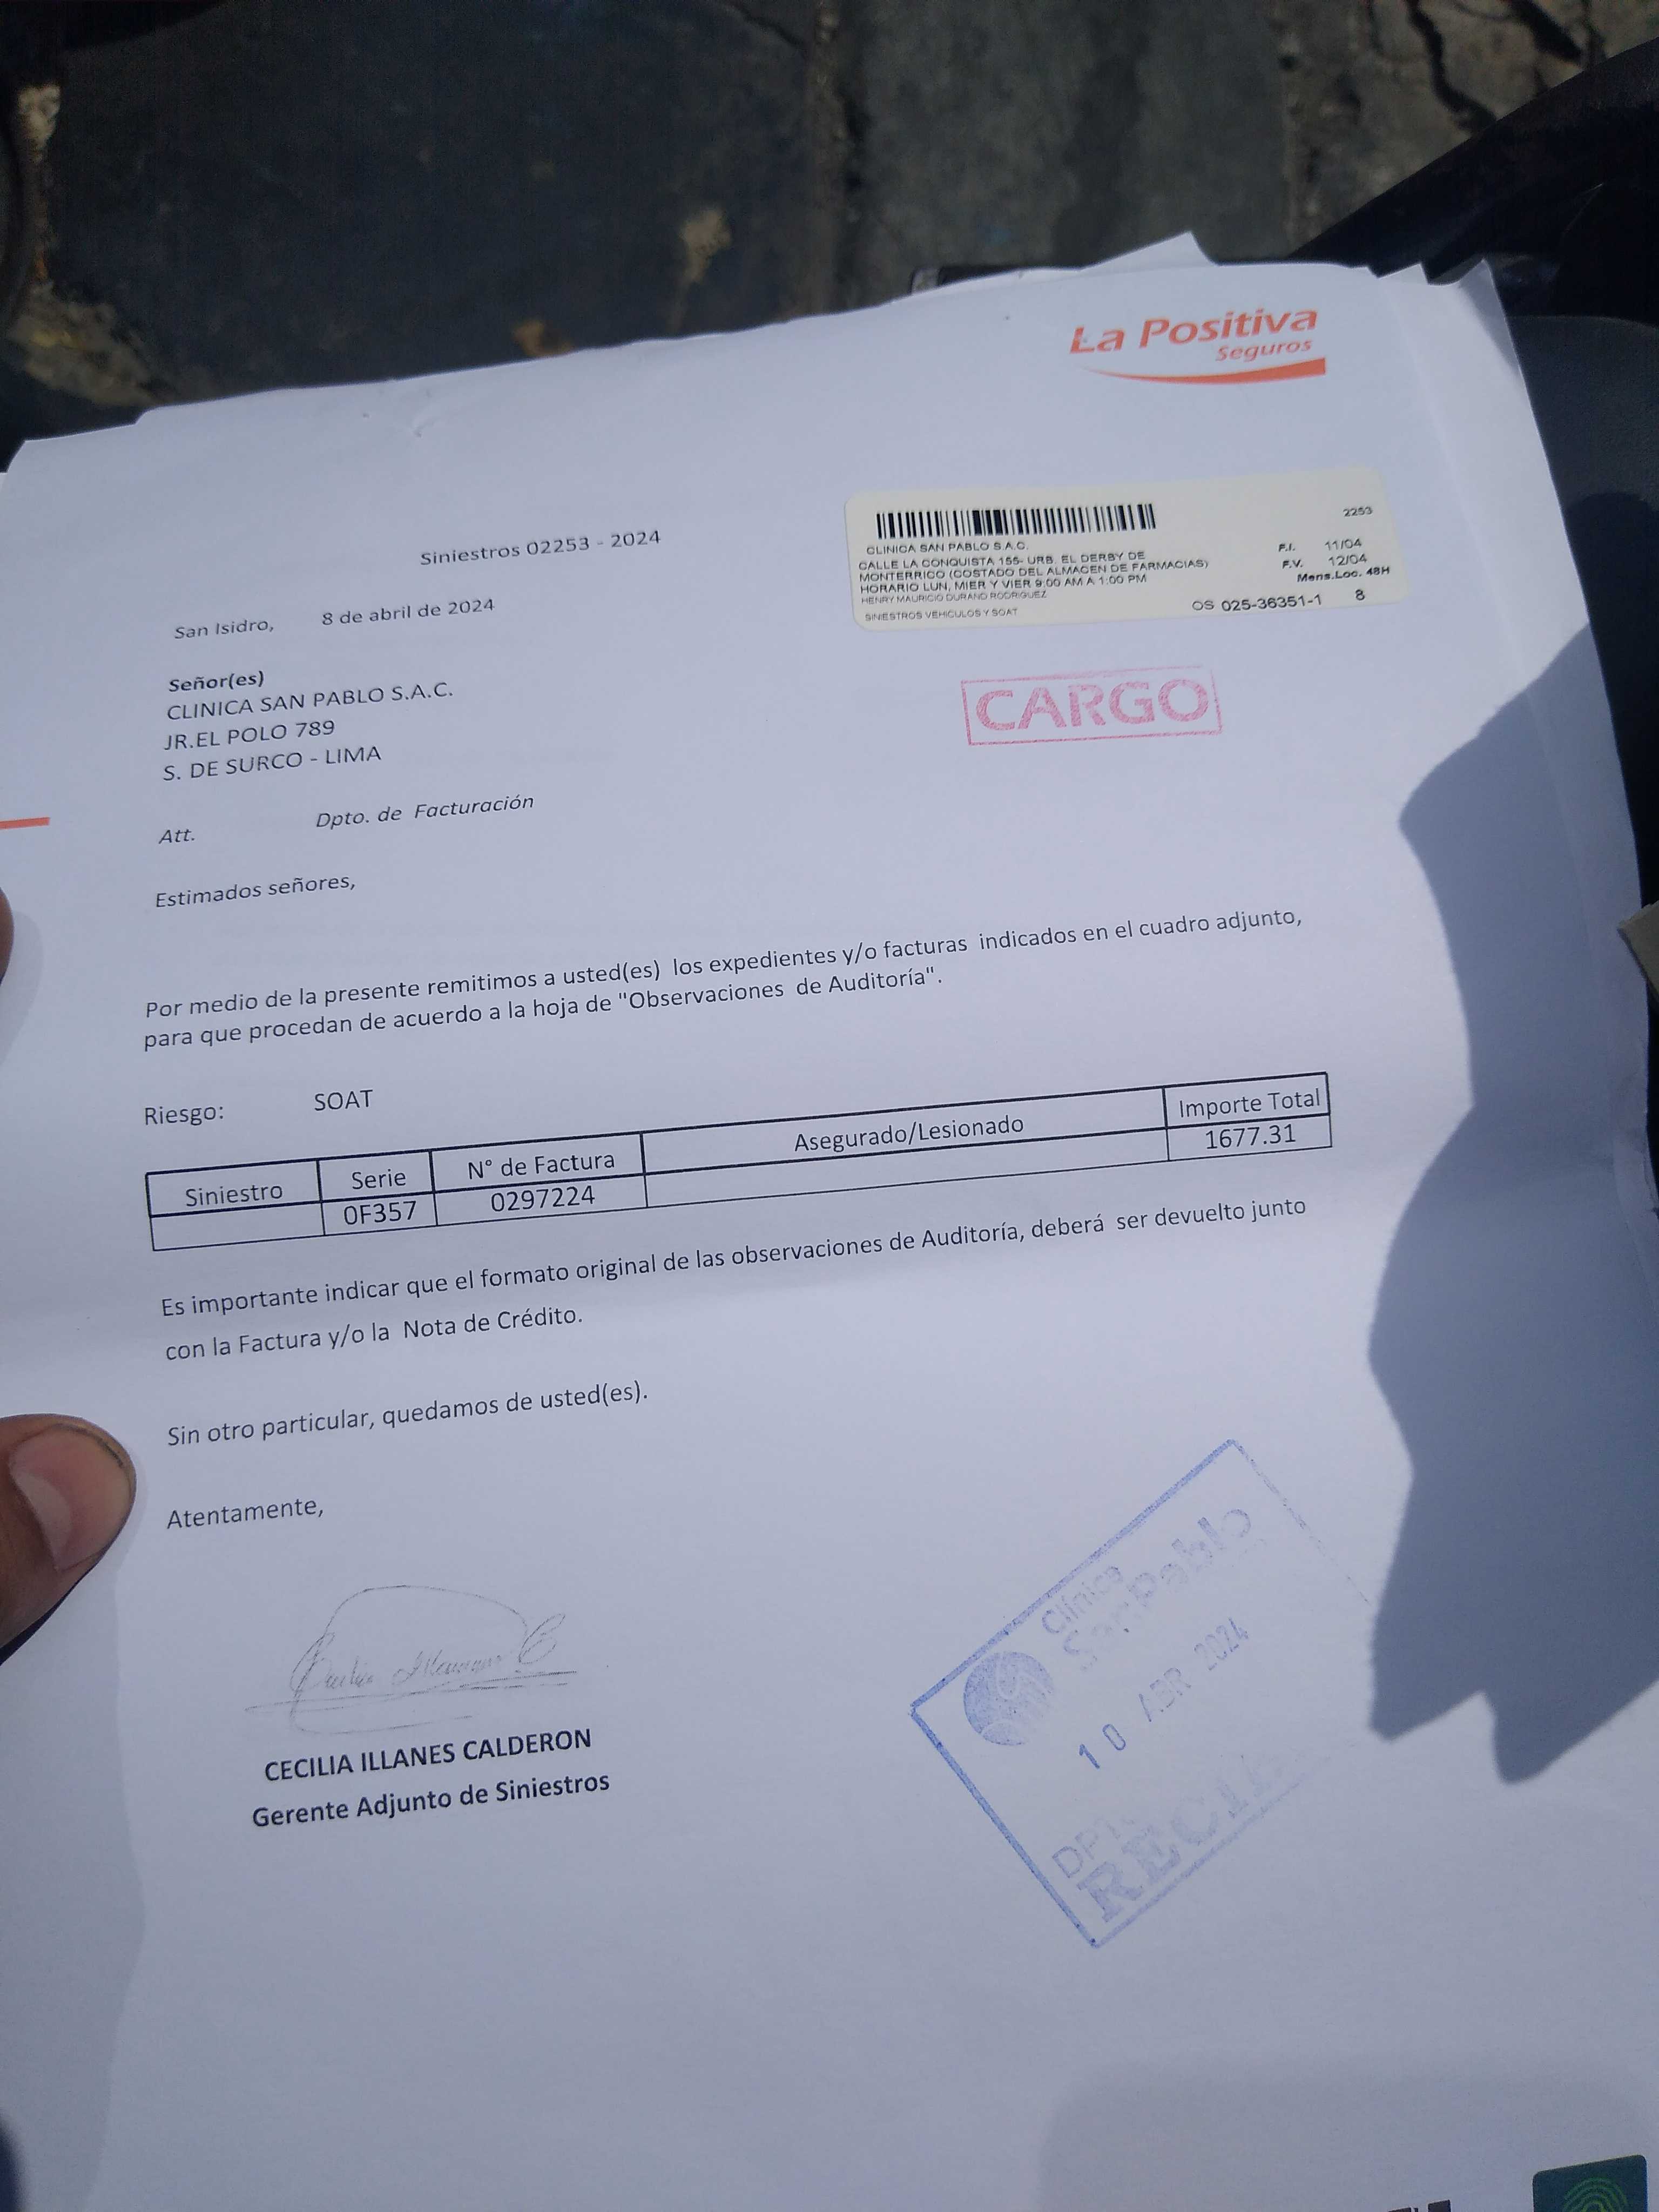 La Positiva
Seguros
Siniestros 02253 - 2024
2253
CLINICA SAN PABLO S.A.C.
CALLE LA CONQUISTA 155- URB. EL DERBY DE
MONTERRICO (COSTADO DEL ALMACEN DE FARMACIAS)
HORARIO LUN, MIER Y VIER 9:00 AM A 1:00 PM
HENRY MAURICIO DURAND RODRIGUEZ
SINIESTROS VEHICULOS Y SOAT
F.I. 11/04
F.V. 12/04
Mens.Loc. 48H
OS 025-36351-1 8
San Isidro, 8 de abril de 2024
CARGO
Señor(es)
CLINICA SAN PABLO S.A.C.
JR.EL POLO 789
S. DE SURCO - LIMA
Att. Dpto. de Facturación
Estimados señores,
Por medio de la presente remitimos a usted(es) los expedientes y/o facturas indicados en el cuadro adjunto,
para que procedan de acuerdo a la hoja de "Observaciones de Auditoría".
Riesgo: SOAT
Siniestro Serie N° de Factura Asegurado/Lesionado Importe Total
0F357 0297224 1677.31
Es importante indicar que el formato original de las observaciones de Auditoría, deberá ser devuelto junto
con la Factura y/o la Nota de Crédito.
Sin otro particular, quedamos de usted(es).
Atentamente,
CECILIA ILLANES CALDERON
Gerente Adjunto de Siniestros
Clínica
San Pablo
10 ABR 2024